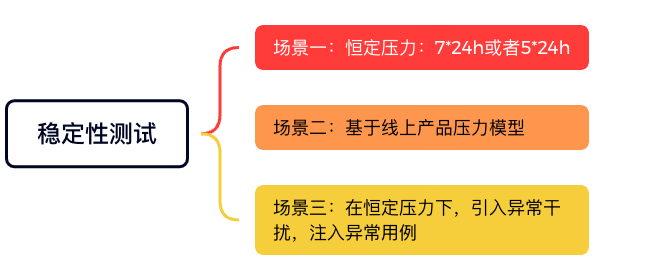 稳定性测试
场景一：恒定压力：7*24h或者5*24h
场景二：基于线上产品压力模型
场景三：在恒定压力下，引入异常干
扰，注入异常用例